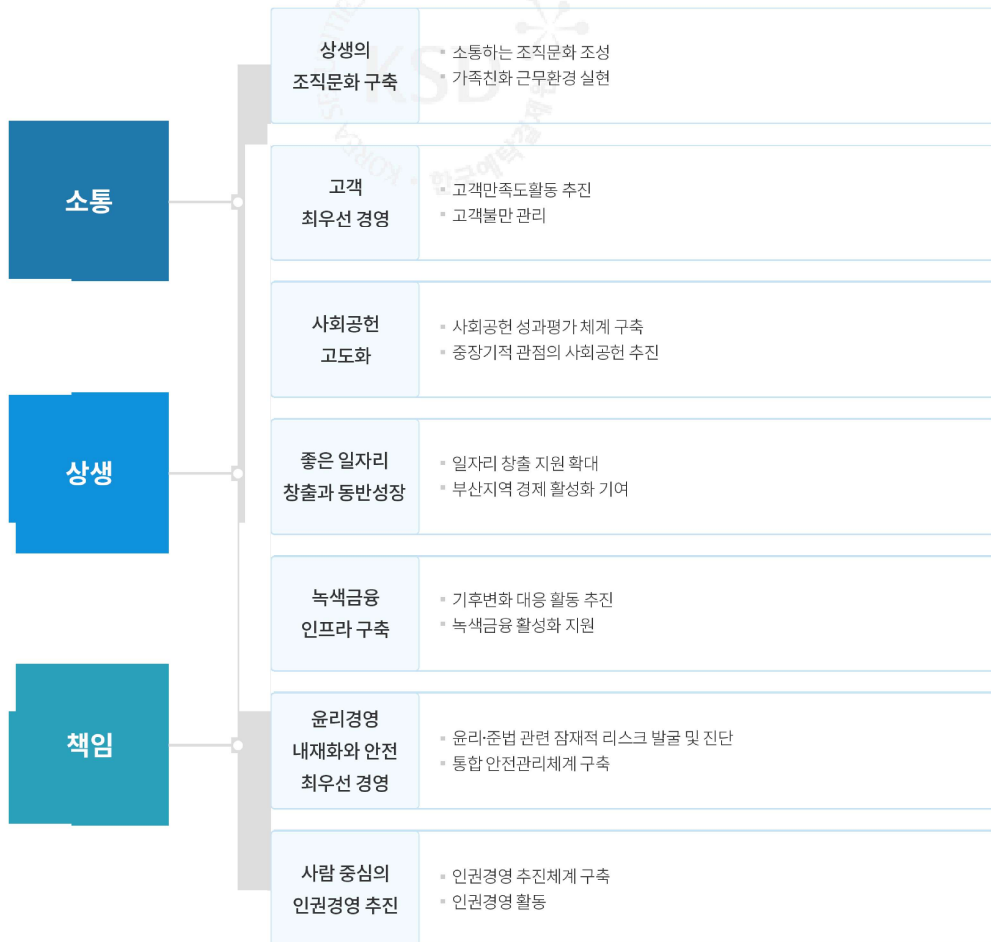 KSD
KOREA SECURITIES
한국예탁결제원
소통
상생
책임
상생의
조직문화 구축
▪ 소통하는 조직문화 조성
▪ 가족친화 근무환경 실현
고객
최우선 경영
▪ 고객만족도활동 추진
▪ 고객불만 관리
사회공헌
고도화
▪ 사회공헌 성과평가 체계 구축
▪ 중장기적 관점의 사회공헌 추진
좋은 일자리
창출과 동반성장
▪ 일자리 창출 지원 확대
▪ 부산지역 경제 활성화 기여
녹색금융
인프라 구축
▪ 기후변화 대응 활동 추진
▪ 녹색금융 활성화 지원
윤리경영
내재화와 안전
최우선 경영
▪ 윤리·준법 관련 잠재적 리스크 발굴 및 진단
▪ 통합 안전관리체계 구축
사람 중심의
인권경영 추진
▪ 인권경영 추진체계 구축
▪ 인권경영 활동